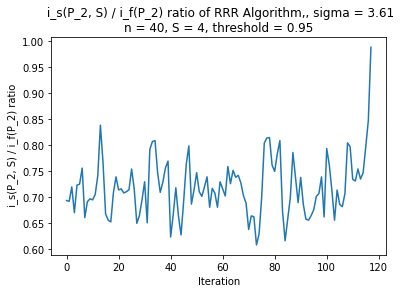 i_s(P_2, S) / i_f(P_2) ratio of RRR Algorithm,, sigma = 3.61
n = 40, S = 4, threshold = 0.95
i_s(P_2, S) / i_f(P_2) ratio
1.00
0.95
0.90
0.85
0.80
0.75
0.70
0.65
0.60
0 20 40 60 80 100 120
Iteration